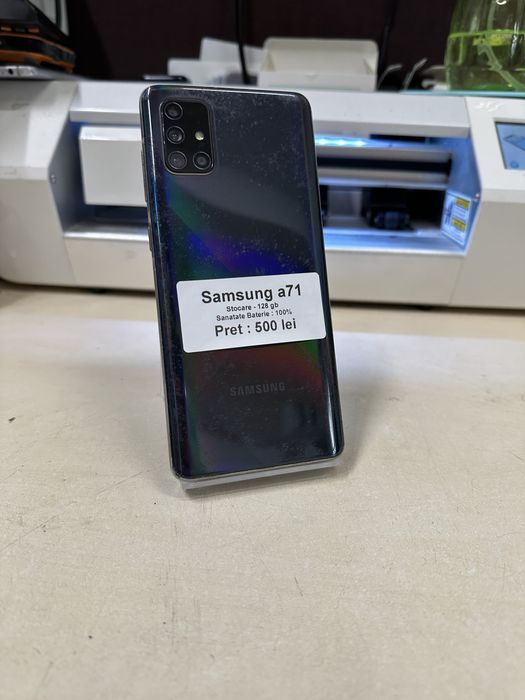 Samsung a71
Stocare - 128 gb
Sanatate Baterie : 100%
Pret : 500 lei
SAMSUNG